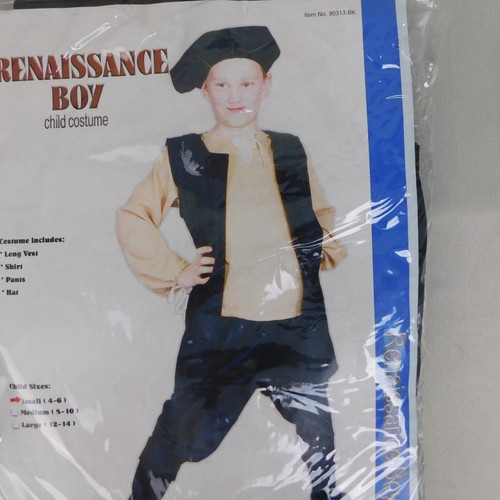 Item No. 90313-BK
RENAISSANCE
BOY
child costume
Costume includes:
* Long Vest
* Shirt
* Pants
* Hat
Child Sizes:
Small ( 4-6 )
Medium ( 8-10 )
Large ( 12-14 )